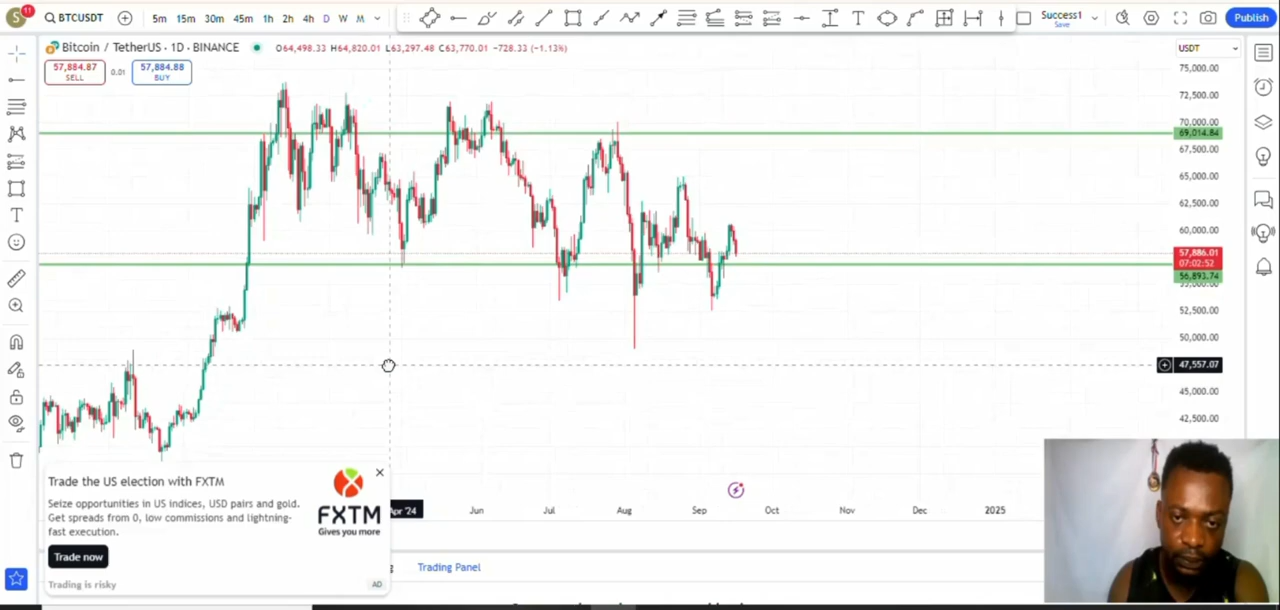 S 11 BTCUSDT 5m 15m 30m 45m 1h 2h 4h D W M Success1 Save Publish
Bitcoin / TetherUS · 1D · BINANCE O64,498.33 H64,820.01 L63,297.48 C63,770.01 −728.33 (−1.13%)
USDT
57,884.87 SELL
0.01
57,884.88 BUY
75,000.00
72,500.00
70,000.00
69,014.84
67,500.00
65,000.00
62,500.00
60,000.00
57,886.01
07:02:52
56,893.74
52,500.00
50,000.00
47,557.07
45,000.00
42,500.00
Trade the US election with FXTM
Seize opportunities in US indices, USD pairs and gold.
Get spreads from 0, low commissions and lightning-
fast execution.
FXTM
Gives you more
Trade now
Trading is risky
AD
Apr '24 Jun Jul Aug Sep Oct Nov Dec 2025
Trading Panel